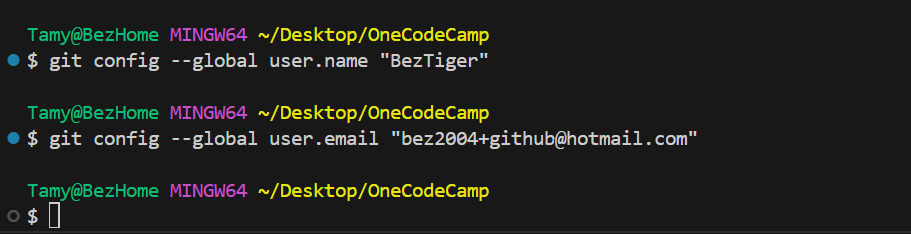 Tamy@BezHome MINGW64 ~/Desktop/OneCodeCamp
$ git config --global user.name "BezTiger"
Tamy@BezHome MINGW64 ~/Desktop/OneCodeCamp
$ git config --global user.email "bez2004+github@hotmail.com"
Tamy@BezHome MINGW64 ~/Desktop/OneCodeCamp
$